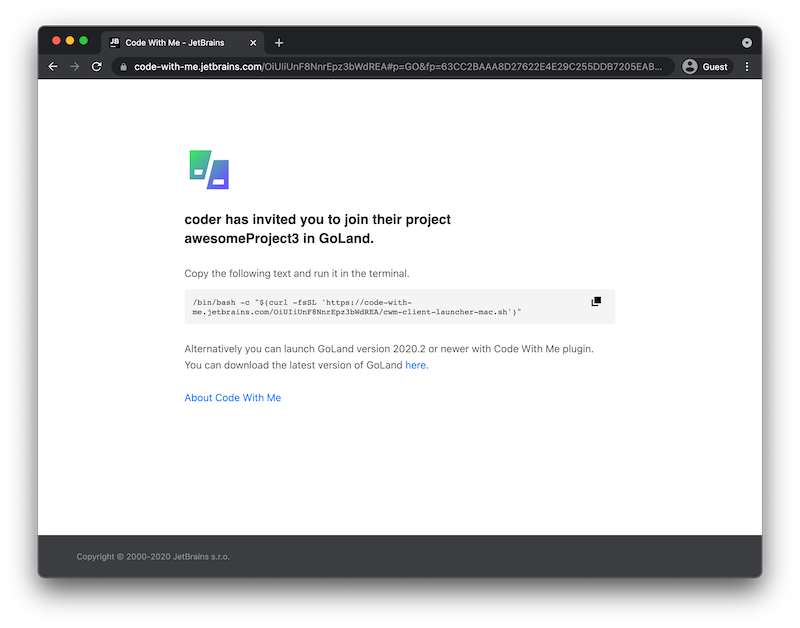 JB Code With Me - JetBrains
code-with-me.jetbrains.com/OiUIiUnF8NnrEpz3bWdREA#p=GO&fp=63CC2BAAA8D27622E4E29C255DDB7205EAB... Guest
coder has invited you to join their project
awesomeProject3 in GoLand.
Copy the following text and run it in the terminal.
/bin/bash -c "$(curl -fsSL 'https://code-with-
me.jetbrains.com/OiUIiUnF8NnrEpz3bWdREA/cwm-client-launcher-mac.sh')"
Alternatively you can launch GoLand version 2020.2 or newer with Code With Me plugin.
You can download the latest version of GoLand here.
About Code With Me
Copyright © 2000-2020 JetBrains s.r.o.